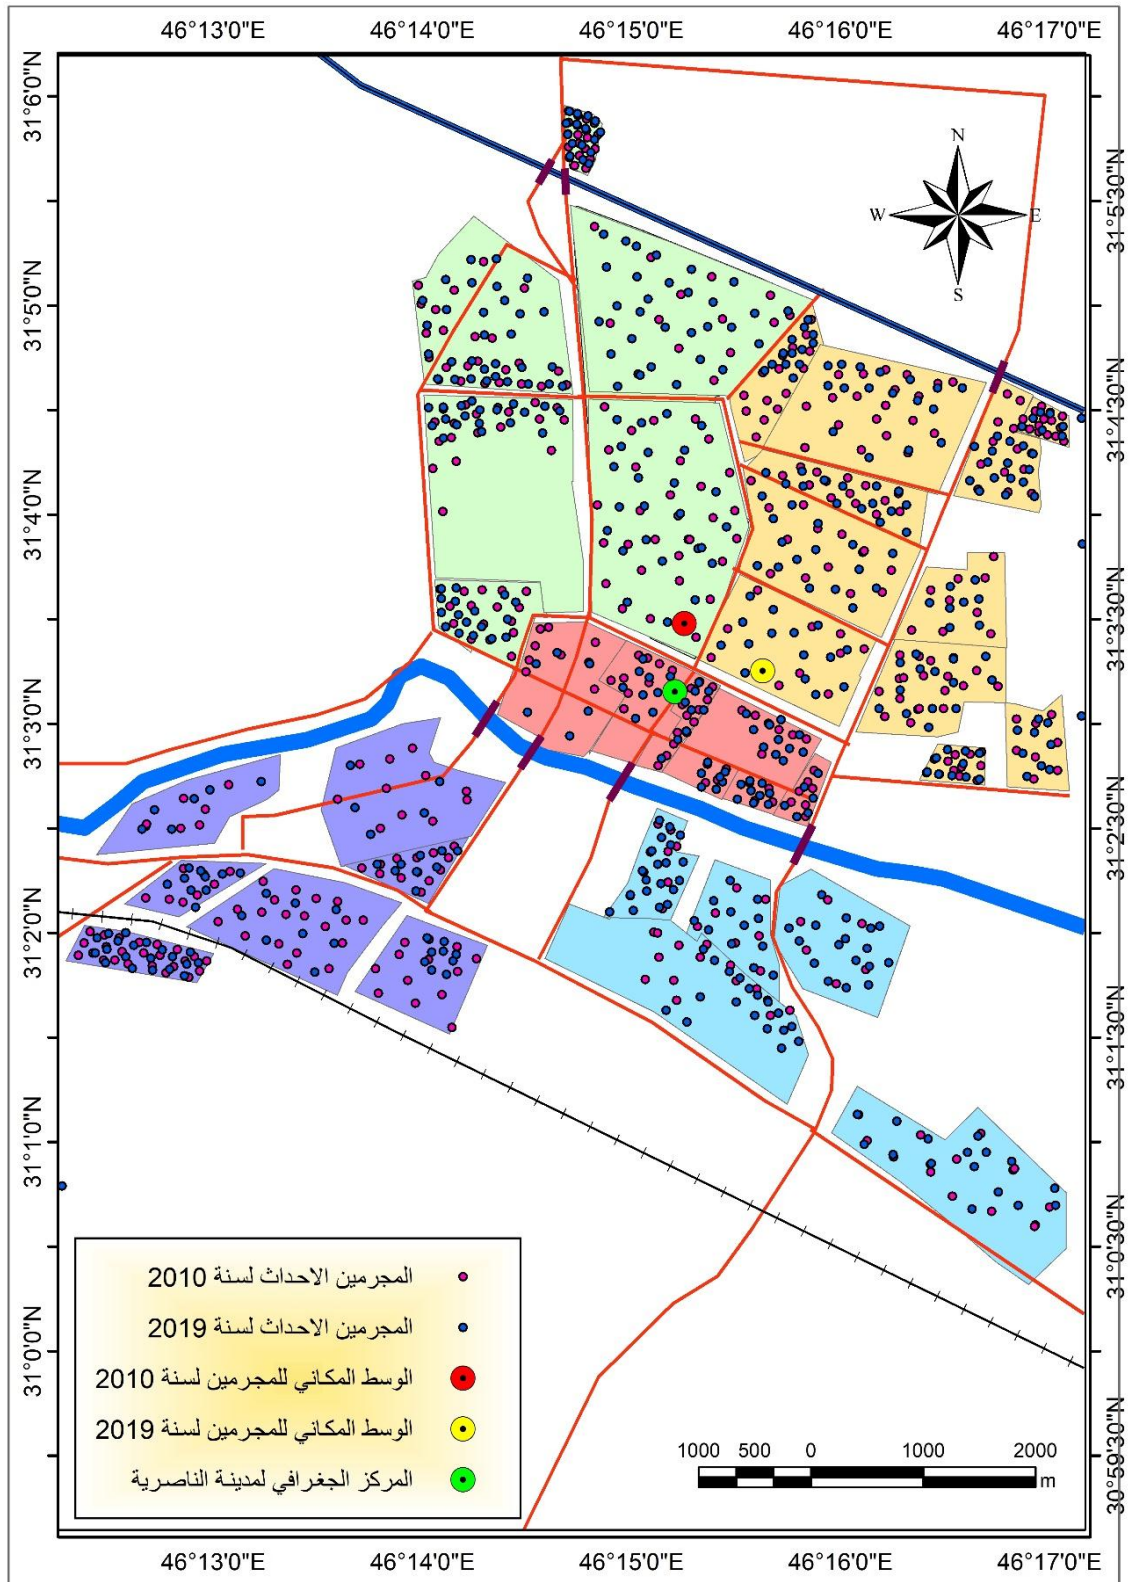 46°13'0"E 46°14'0"E 46°15'0"E 46°16'0"E 46°17'0"E
31°6'0"N
31°5'0"N
31°4'0"N
31°3'0"N
31°2'0"N
31°1'0"N
31°0'0"N
31°5'30"N
31°4'30"N
31°3'30"N
31°2'30"N
31°1'30"N
31°0'30"N
30°59'30"N
N
W E
S
المجرمين الاحداث لسنة 2010
المجرمين الاحداث لسنة 2019
الوسط المكاني للمجرمين لسنة 2010
الوسط المكاني للمجرمين لسنة 2019
المركز الجغرافي لمدينة الناصرية
1000 500 0 1000 2000
m
46°13'0"E 46°14'0"E 46°15'0"E 46°16'0"E 46°17'0"E